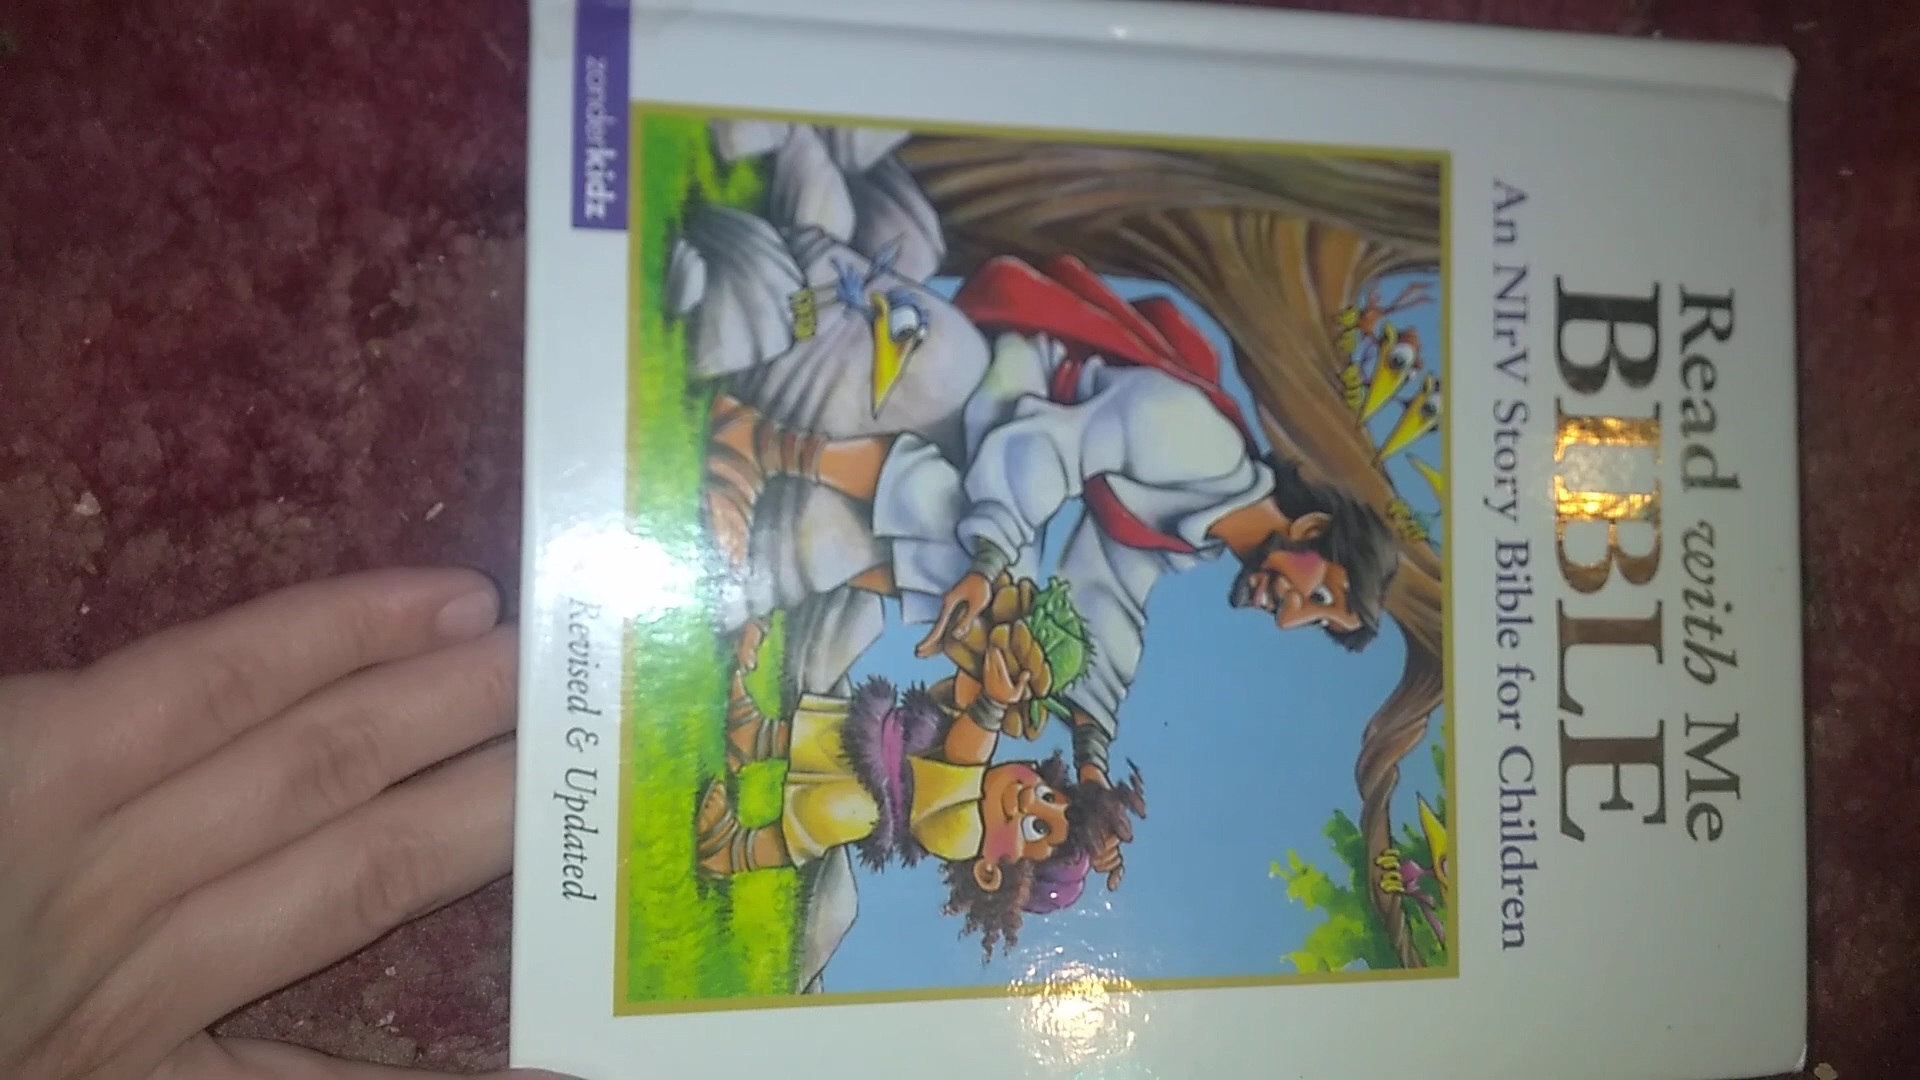 Read with Me
BIBLE
An NIrV Story Bible for Children
zonderkidz
Revised & Updated